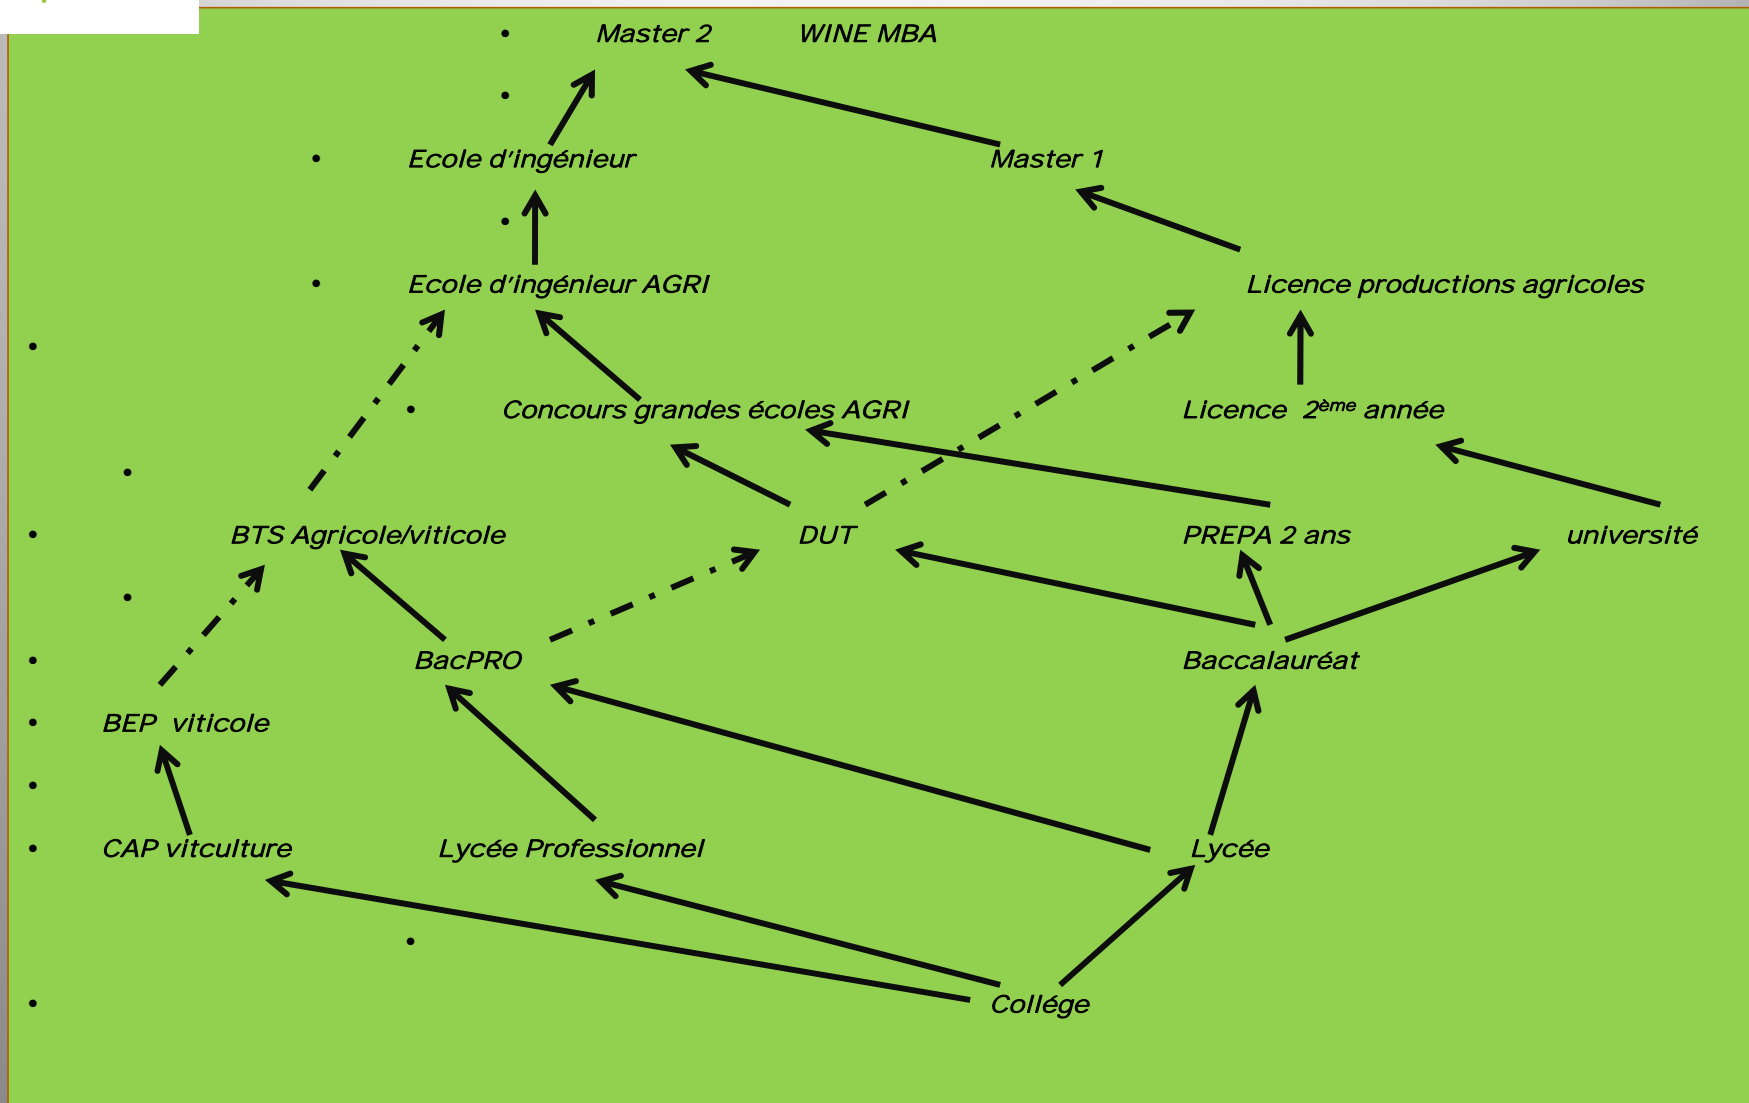 • Master 2 WINE MBA
•
• Ecole d’ingénieur Master 1
•
• Ecole d’ingénieur AGRI Licence productions agricoles
•
• Concours grandes écoles AGRI Licence 2ème année
•
• BTS Agricole/viticole DUT PREPA 2 ans université
•
• BacPRO Baccalauréat
• BEP viticole
•
• CAP vitculture Lycée Professionnel Lycée
•
• Collége